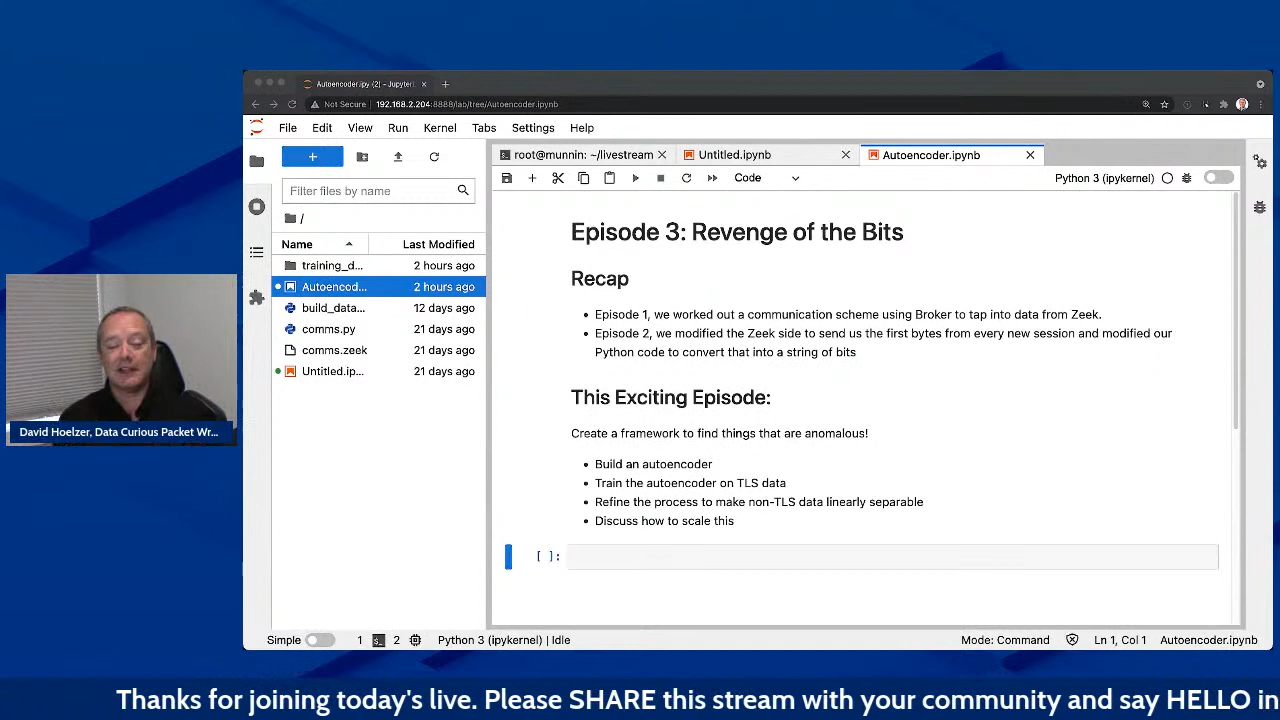 Autoencoder.ipy (2) - JupyterL
Not Secure 192.168.2.204:8888/lab/tree/Autoencoder.ipynb
File Edit View Run Kernel Tabs Settings Help
root@munnin: ~/livestream
Untitled.ipynb
Autoencoder.ipynb
Code
Python 3 (ipykernel)
Filter files by name
/
Name Last Modified
training_d... 2 hours ago
Autoencod... 2 hours ago
build_data... 12 days ago
comms.py 21 days ago
comms.zeek 21 days ago
Untitled.ip... 21 days ago
Episode 3: Revenge of the Bits
Recap
• Episode 1, we worked out a communication scheme using Broker to tap into data from Zeek.
• Episode 2, we modified the Zeek side to send us the first bytes from every new session and modified our
Python code to convert that into a string of bits
This Exciting Episode:
Create a framework to find things that are anomalous!
• Build an autoencoder
• Train the autoencoder on TLS data
• Refine the process to make non-TLS data linearly separable
• Discuss how to scale this
[ ]:
David Hoelzer, Data Curious Packet Wr...
Simple 1 2 Python 3 (ipykernel) | Idle Mode: Command Ln 1, Col 1 Autoencoder.ipynb
Thanks for joining today's live. Please SHARE this stream with your community and say HELLO in